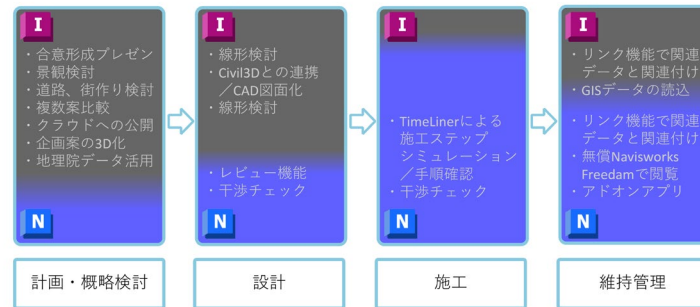 I
・合意形成プレゼン
・景観検討
・道路、街作り検討
・複数案比較
・クラウドへの公開
・企画案の3D化
・地理院データ活用
N
計画・概略検討
I
・線形検討
・Civil3Dとの連携
／CAD図面化
・線形検討
・レビュー機能
・干渉チェック
N
設計
I
・TimeLinerによる
施工ステップ
シミュレーション
／手順確認
・干渉チェック
N
施工
I
・リンク機能で関連
データと関連付け
・GISデータの読込
・リンク機能で関連
データと関連付け
・無償Navisworks
Freedamで閲覧
・アドオンアプリ
N
維持管理